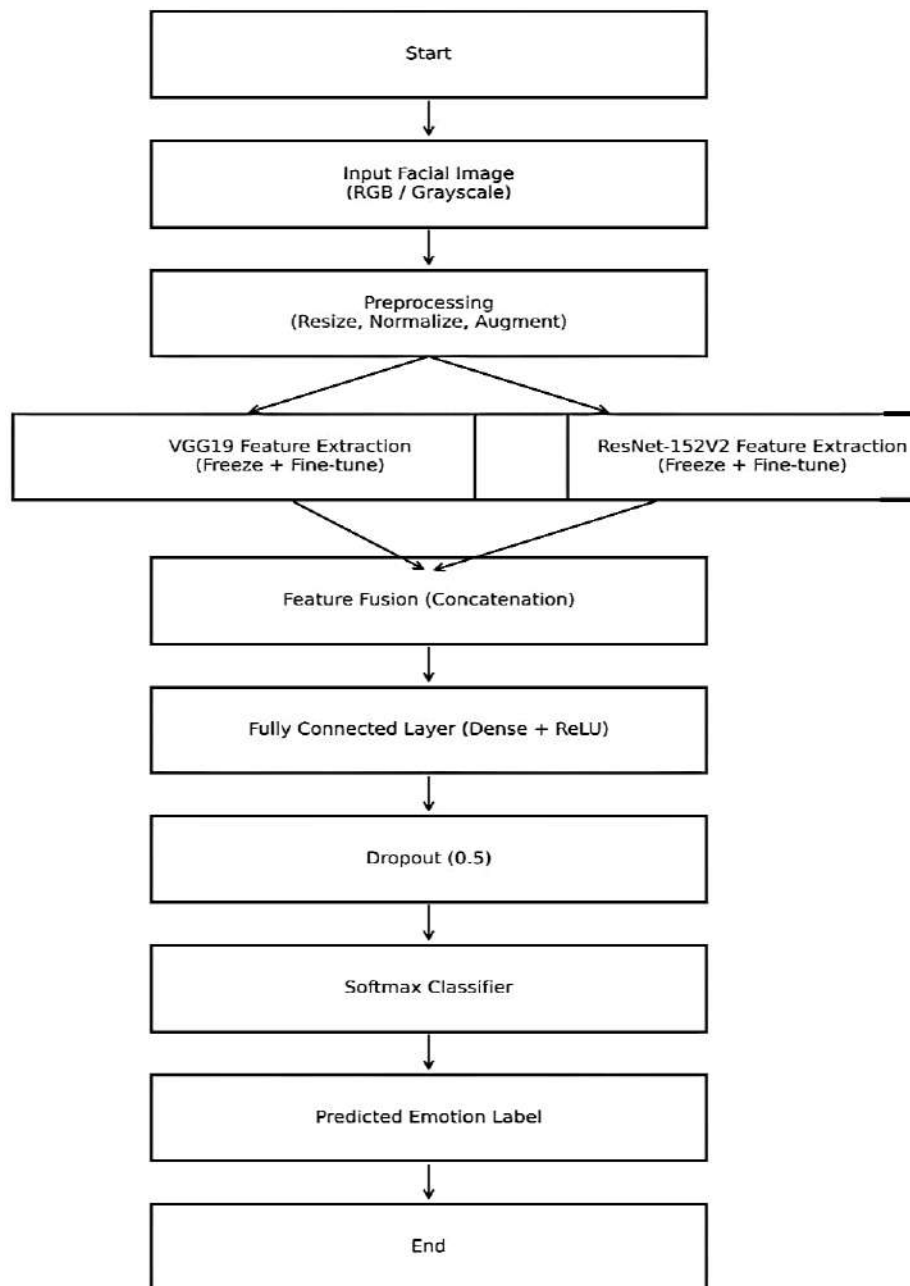 Start
Input Facial Image
(RGB / Grayscale)
Preprocessing
(Resize, Normalize, Augment)
VGG19 Feature Extraction
(Freeze + Fine-tune)
ResNet-152V2 Feature Extraction
(Freeze + Fine-tune)
Feature Fusion (Concatenation)
Fully Connected Layer (Dense + ReLU)
Dropout (0.5)
Softmax Classifier
Predicted Emotion Label
End